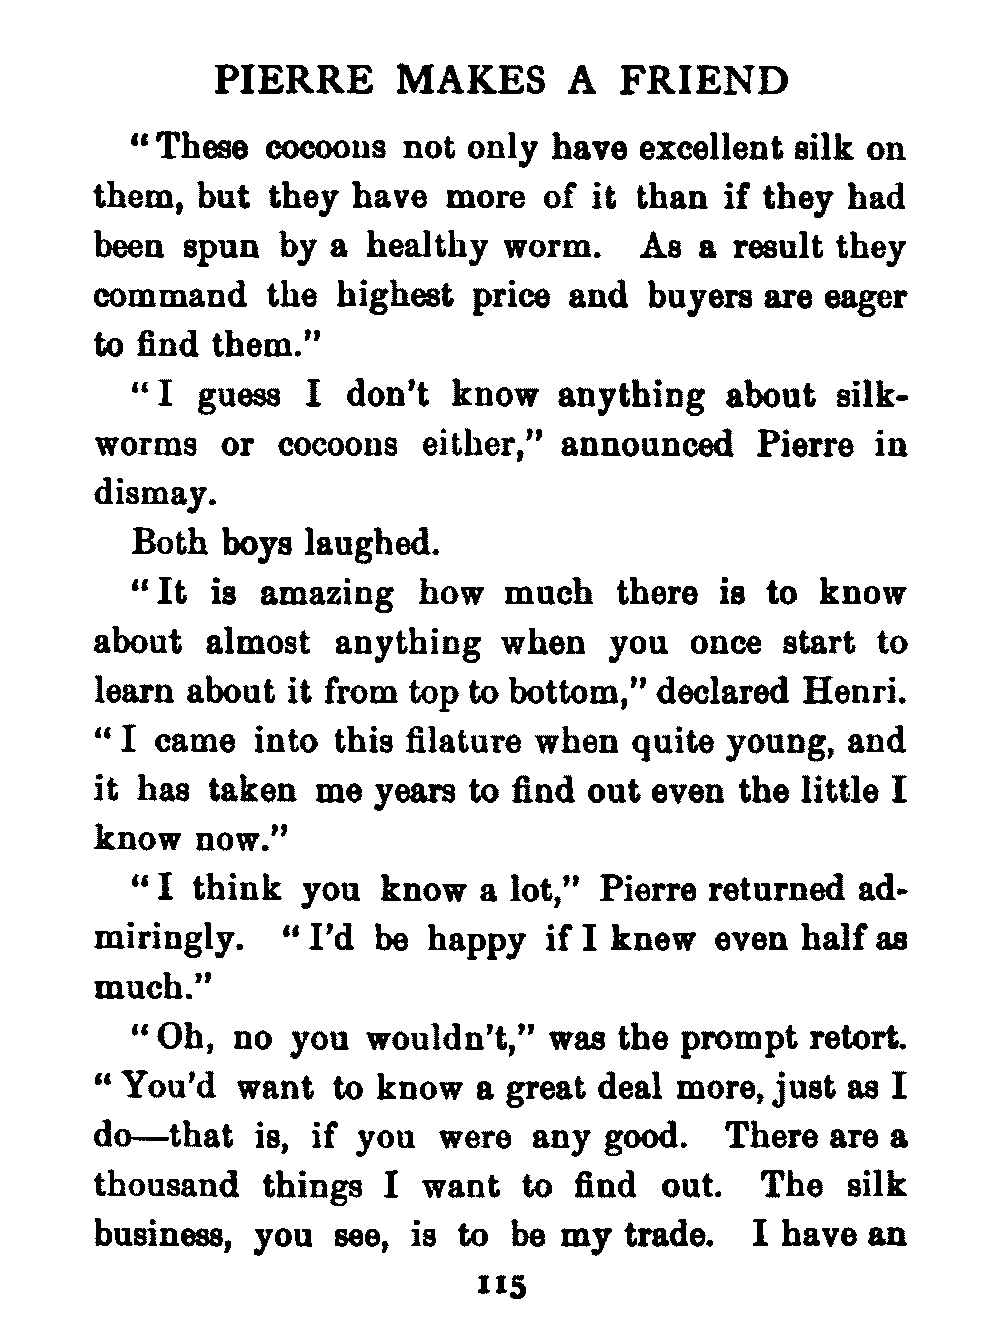 PIERRE MAKES A FRIEND
“These cocoons not only have excellent silk on
them, but they have more of it than if they had
been spun by a healthy worm. As a result they
command the highest price and buyers are eager
to find them.”
“I guess I don't know anything about silk-
worms or cocoons either,” announced Pierre in
dismay.
Both boys laughed.
“It is amazing how much there is to know
about almost anything when you once start to
learn about it from top to bottom,” declared Henri.
“I came into this filature when quite young, and
it has taken me years to find out even the little I
know now.”
“I think you know a lot,” Pierre returned ad-
miringly. “I'd be happy if I knew even half as
much.”
“Oh, no you wouldn't,” was the prompt retort.
“You'd want to know a great deal more, just as I
do—that is, if you were any good. There are a
thousand things I want to find out. The silk
business, you see, is to be my trade. I have an
115